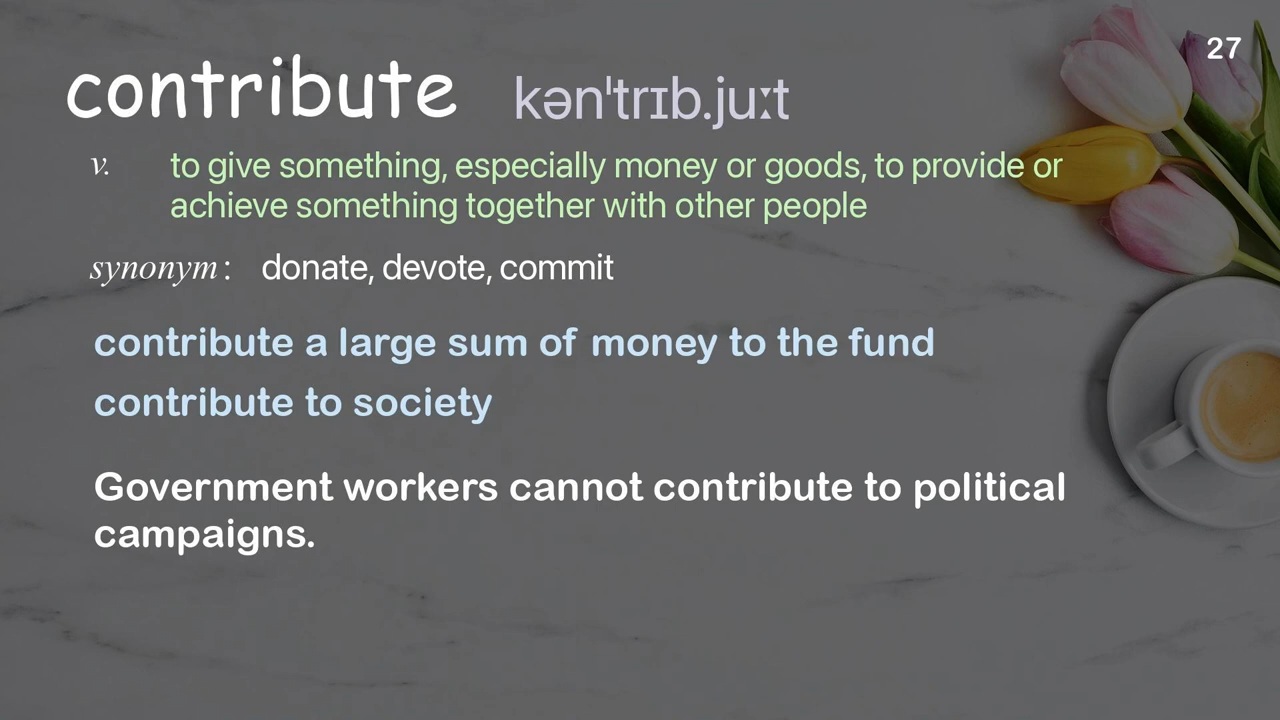 27
contribute kən'trɪb.juːt
v. to give something, especially money or goods, to provide or
achieve something together with other people
synonym : donate, devote, commit
contribute a large sum of money to the fund
contribute to society
Government workers cannot contribute to political
campaigns.